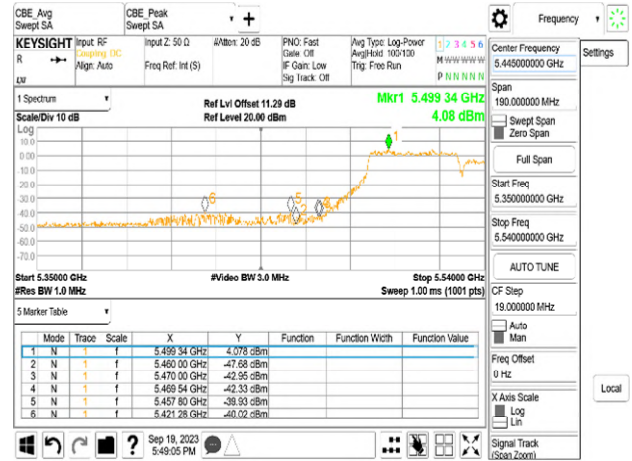 CBE_Avg
Swept SA
CBE_Peak
Swept SA
KEYSIGHT
R
Input: RF
Coupling: DC
Align: Auto
Input Z: 50 Ω
Freq Ref: Int (S)
#Atten: 20 dB
PNO: Fast
Gate: Off
IF Gain: Low
Sig Track: Off
Avg Type: Log-Power
Avg|Hold: 100/100
Trig: Free Run
1 2 3 4 5 6
M W W W W W
P N N N N N
1 Spectrum
Scale/Div 10 dB
Log
Ref Lvl Offset 11.29 dB
Ref Level 20.00 dBm
Mkr1 5.499 34 GHz
4.08 dBm
10.0
0.00
-10.0
-20.0
-30.0
-40.0
-50.0
-60.0
-70.0
1
6
5
Start 5.35000 GHz
#Res BW 1.0 MHz
#Video BW 3.0 MHz
Stop 5.54000 GHz
Sweep 1.00 ms (1001 pts)
5 Marker Table
Mode Trace Scale X Y Function Function Width Function Value
1 N 1 f 5.499 34 GHz 4.078 dBm
2 N 1 f 5.460 00 GHz -47.68 dBm
3 N 1 f 5.470 00 GHz -42.95 dBm
4 N 1 f 5.469 54 GHz -42.33 dBm
5 N 1 f 5.457 80 GHz -39.93 dBm
6 N 1 f 5.421 28 GHz -40.02 dBm
Sep 19, 2023
5:49:05 PM
Frequency
Settings
Center Frequency
5.445000000 GHz
Span
190.000000 MHz
Swept Span
Zero Span
Full Span
Start Freq
5.350000000 GHz
Stop Freq
5.540000000 GHz
AUTO TUNE
CF Step
19.000000 MHz
Auto
Man
Freq Offset
0 Hz
X Axis Scale
Log
Lin
Signal Track
(Span Zoom)
Local